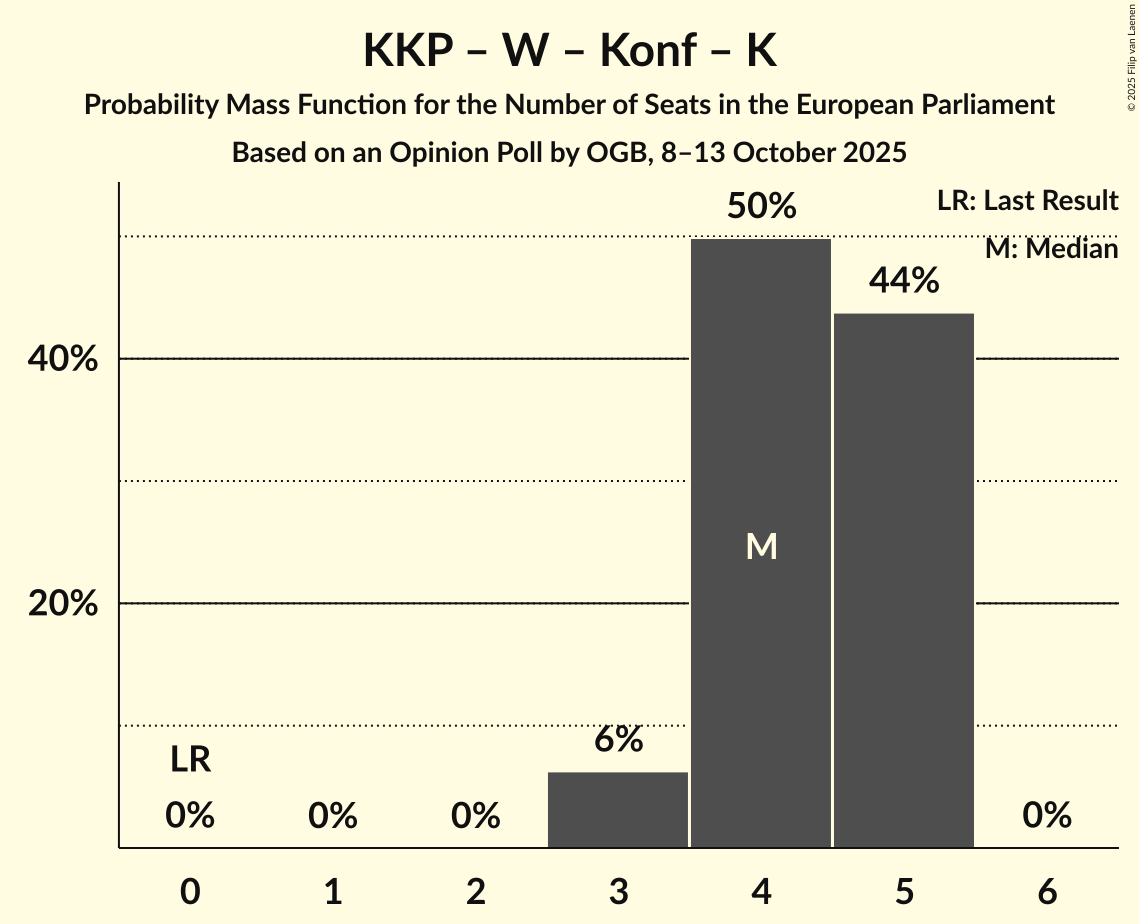 KKP – W – Konf – K
Probability Mass Function for the Number of Seats in the European Parliament
Based on an Opinion Poll by OGB, 8–13 October 2025
© 2025 Filip van Laenen
LR: Last Result
M: Median
50%
44%
40%
M
20%
6%
LR
0%
0%
0%
0%
0
1
2
3
4
5
6